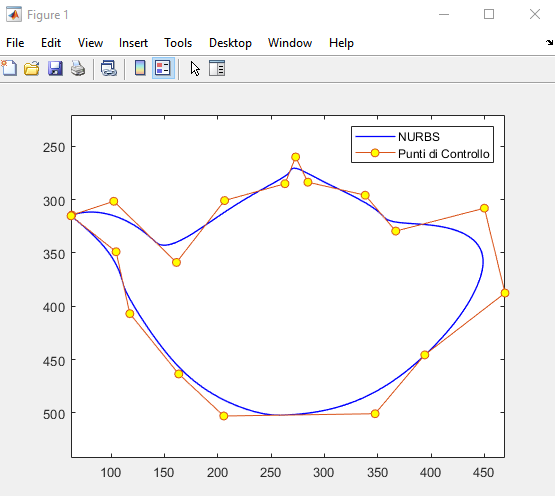 Figure 1
File Edit View Insert Tools Desktop Window Help
NURBS
Punti di Controllo
250
300
350
400
450
500
100 150 200 250 300 350 400 450